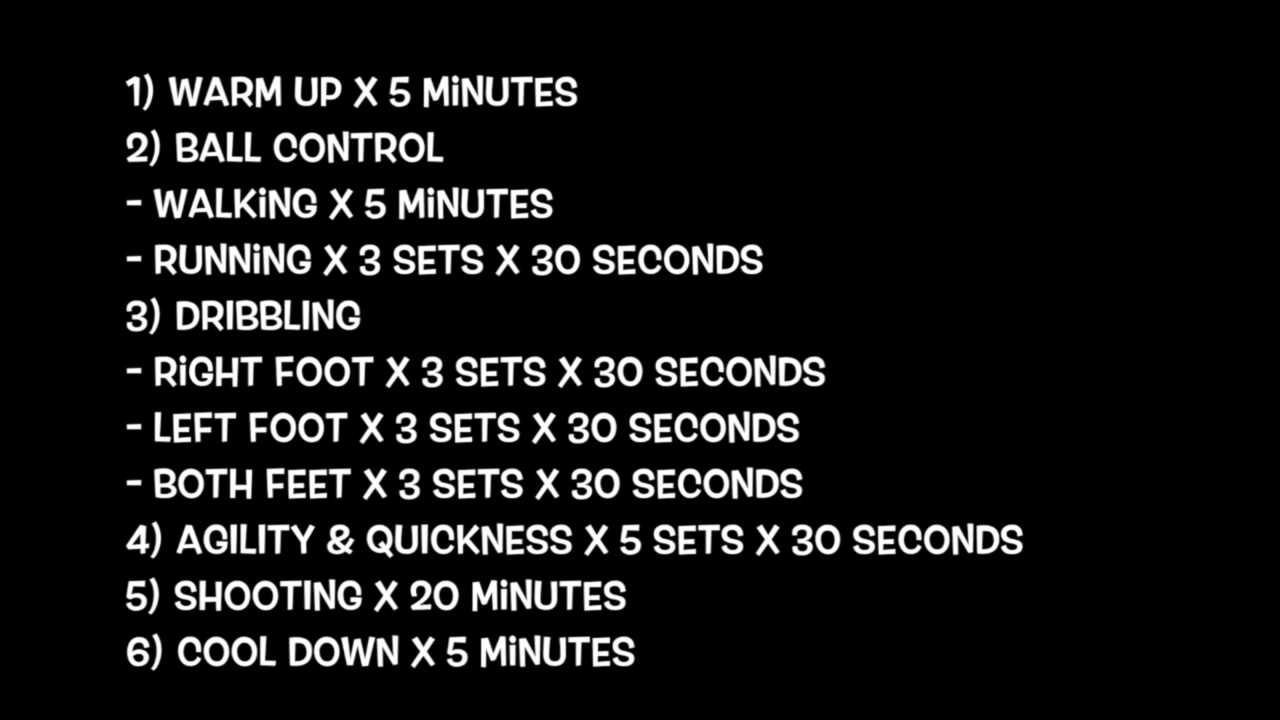 1) WARM UP X 5 MiNUTES
2) BALL CONTROL
- WALKiNG X 5 MiNUTES
- RUNNiNG X 3 SETS X 30 SECONDS
3) DRIBBLING
- RiGHT FOOT X 3 SETS X 30 SECONDS
- LEFT FOOT X 3 SETS X 30 SECONDS
- BOTH FEET X 3 SETS X 30 SECONDS
4) AGILITY & QUICKNESS X 5 SETS X 30 SECONDS
5) SHOOTING X 20 MiNUTES
6) COOL DOWN X 5 MiNUTES